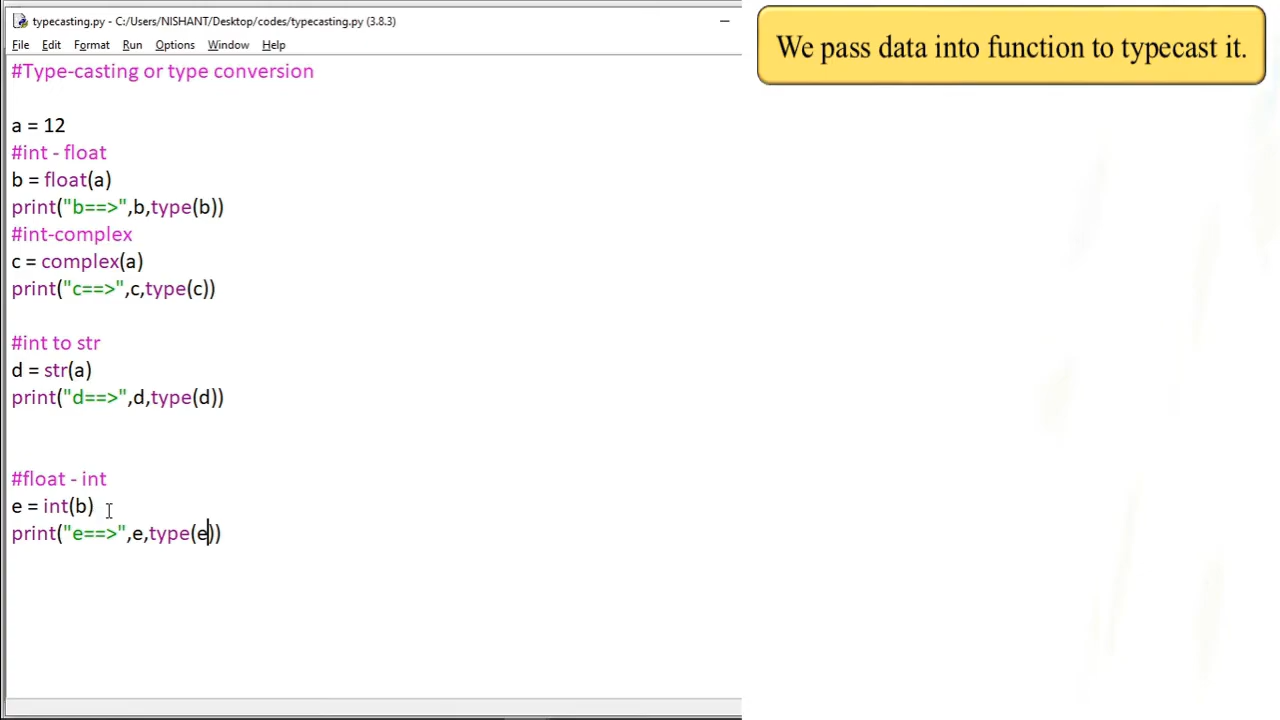 typecasting.py - C:/Users/NISHANT/Desktop/codes/typecasting.py (3.8.3)
File Edit Format Run Options Window Help
We pass data into function to typecast it.
#Type-casting or type conversion
a = 12
#int - float
b = float(a)
print("b==>",b,type(b))
#int-complex
c = complex(a)
print("c==>",c,type(c))
#int to str
d = str(a)
print("d==>",d,type(d))
#float - int
e = int(b)
print("e==>",e,type(e))